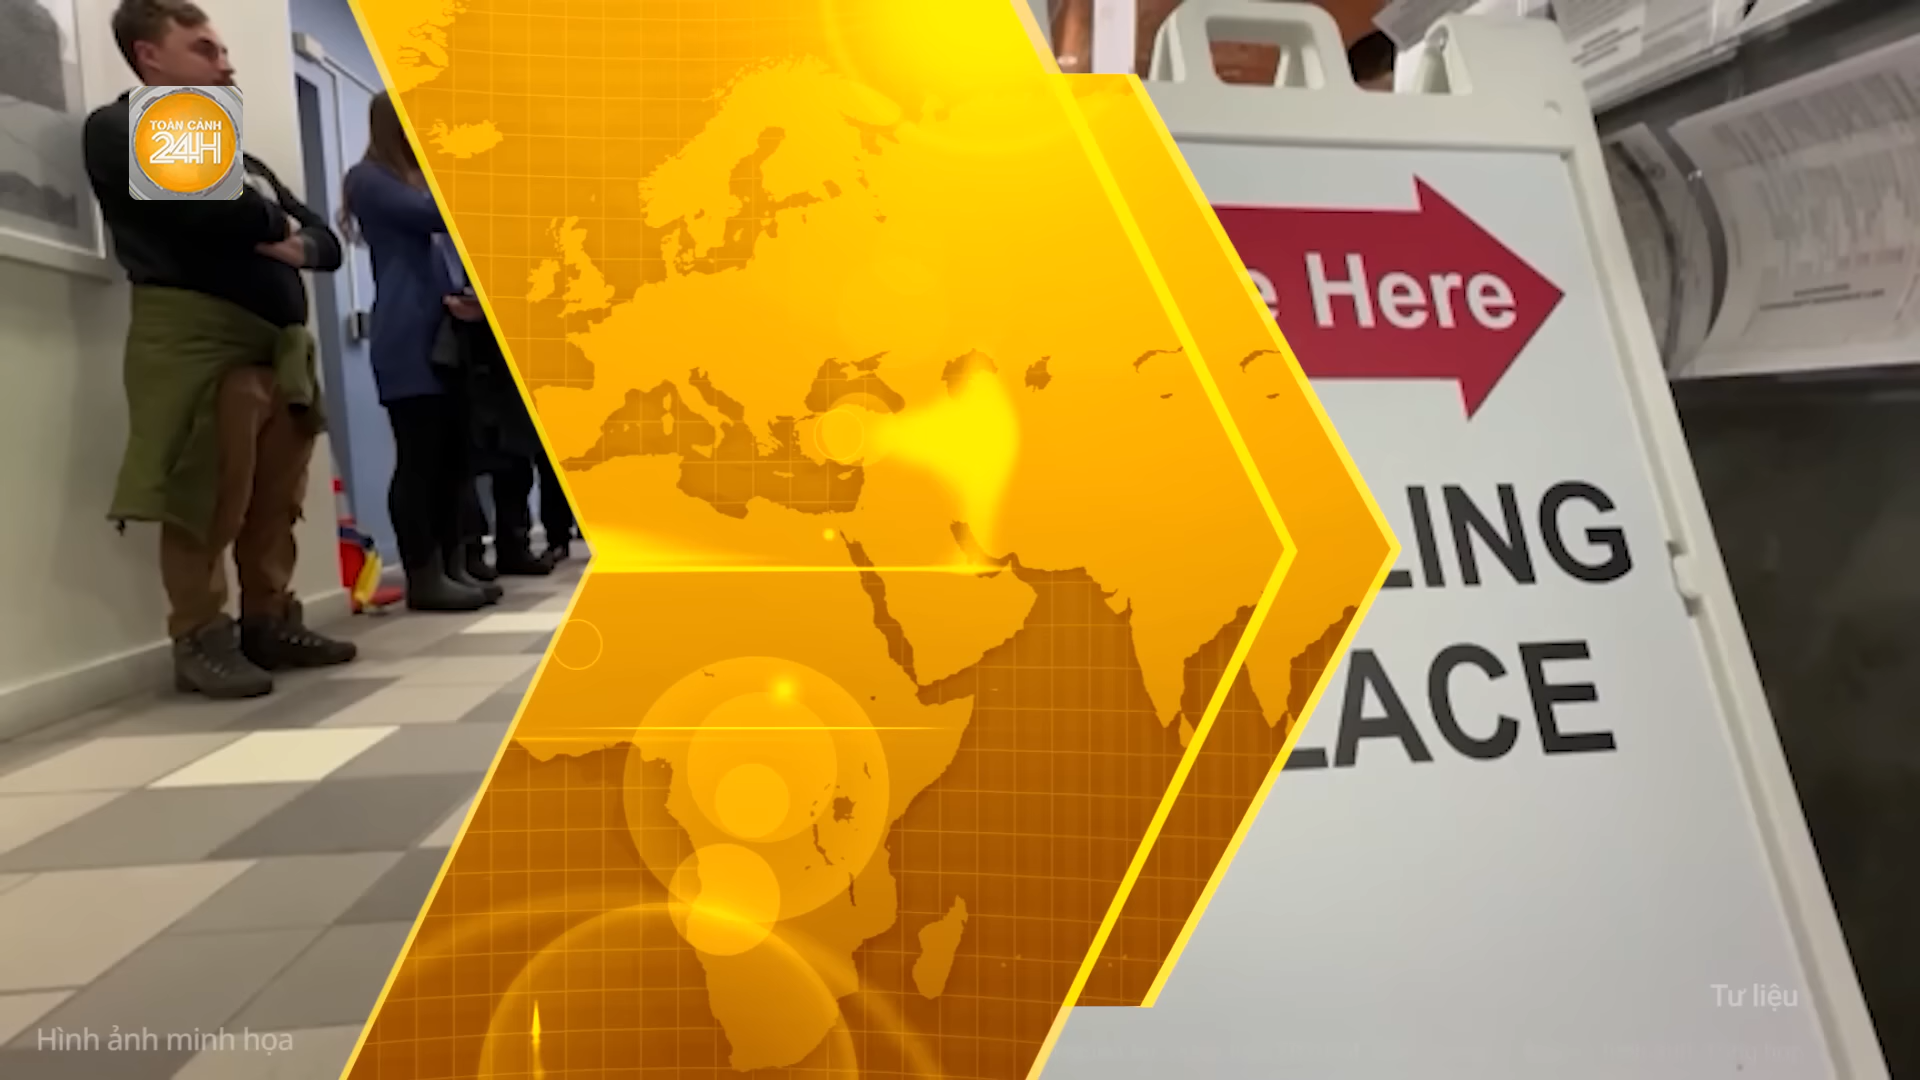 TOÀN CẢNH
24H
e Here
LING
LACE
Tư liệu
Hình ảnh minh họa